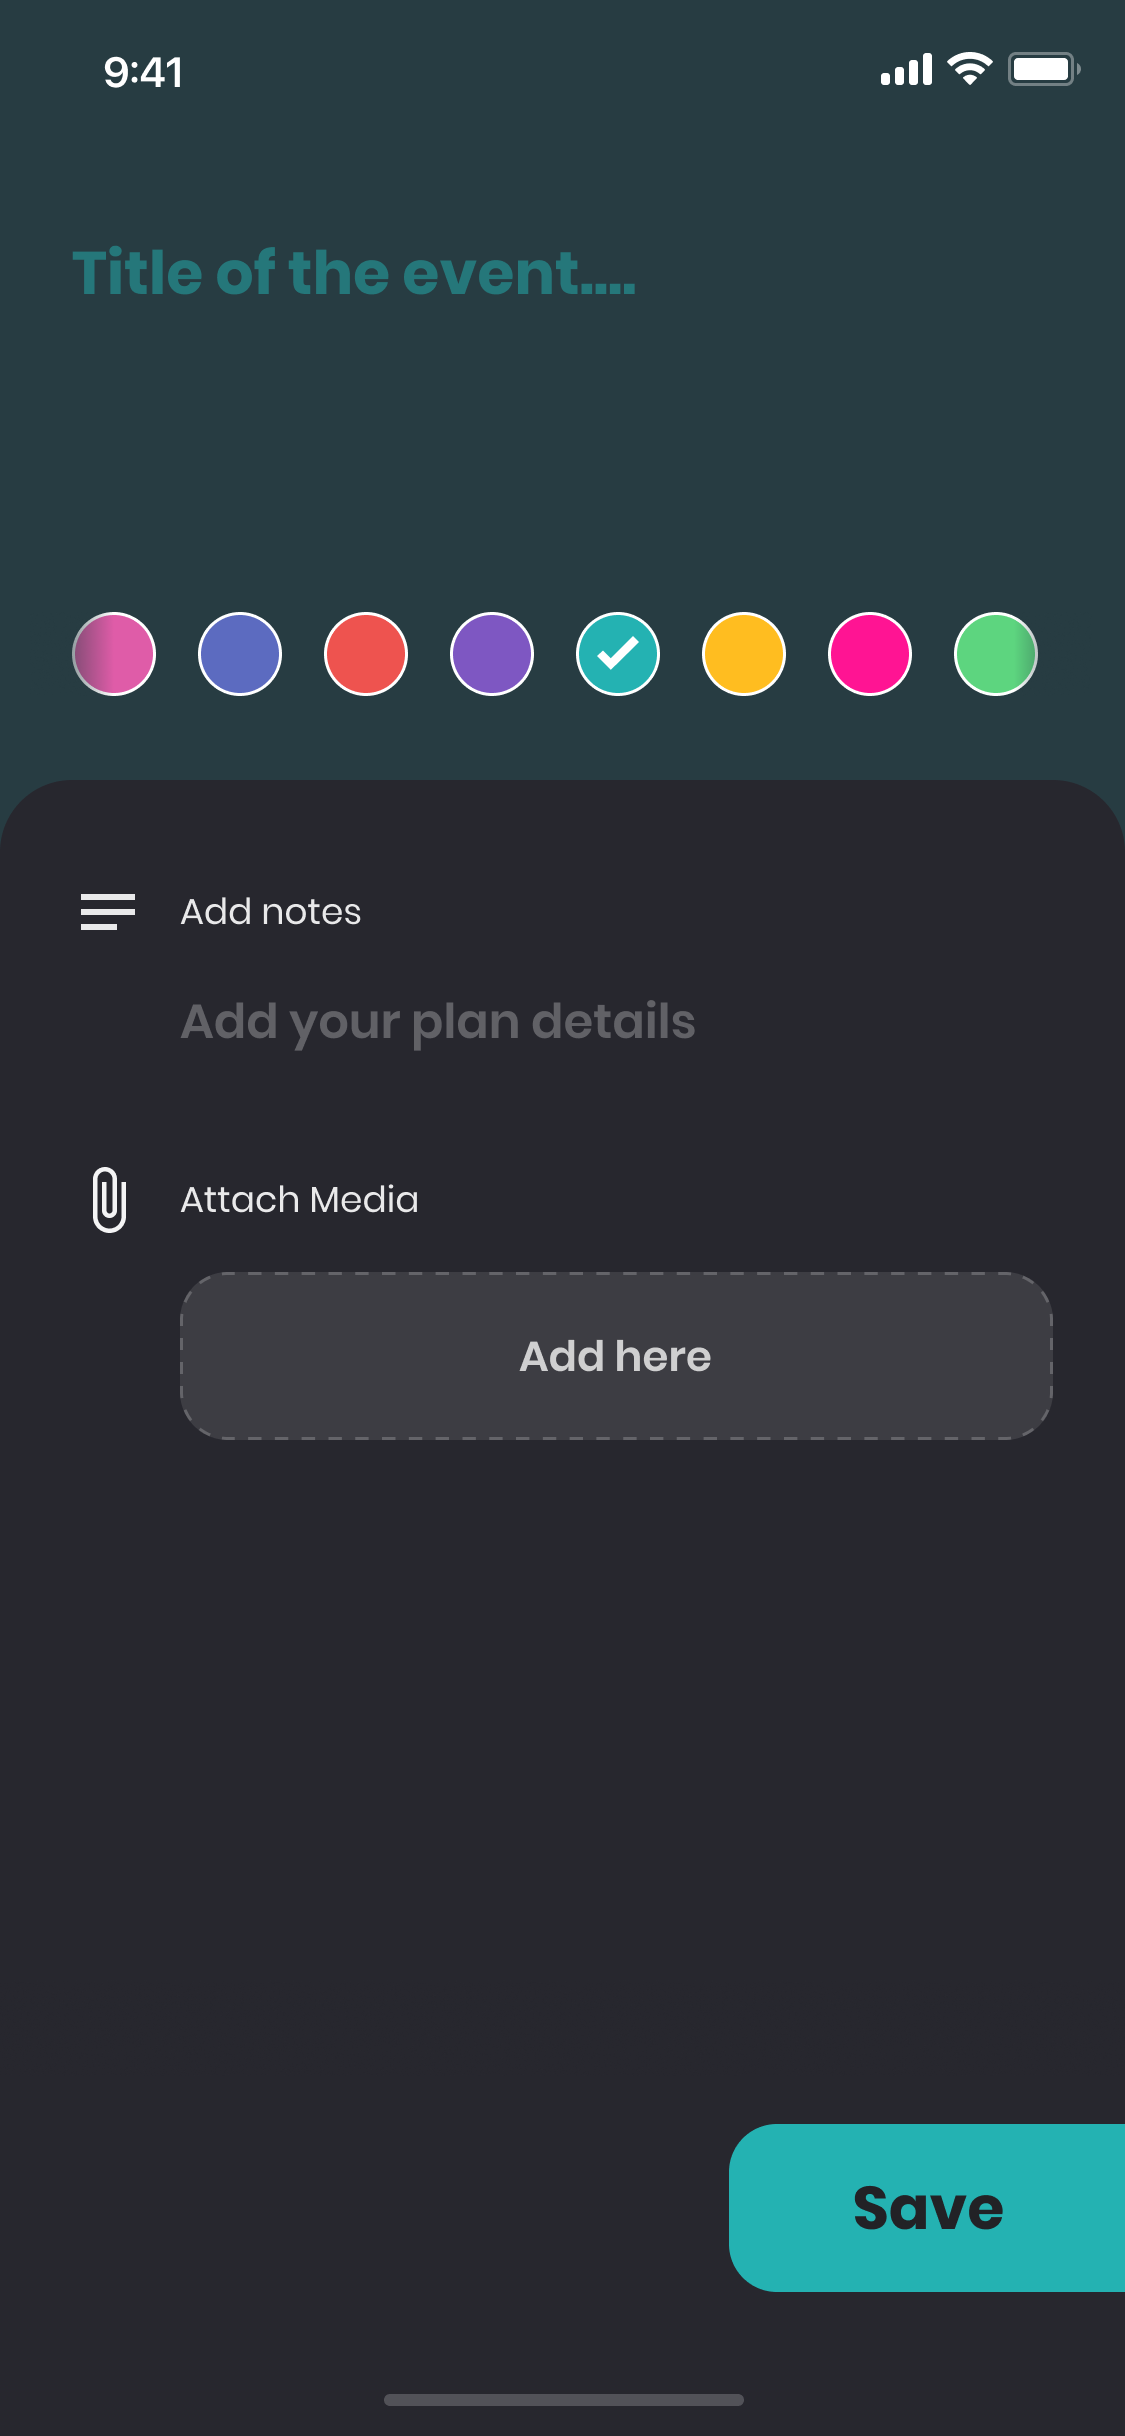 9:41
Title of the event....
Add notes
Add your plan details
Attach Media
Add here
Save